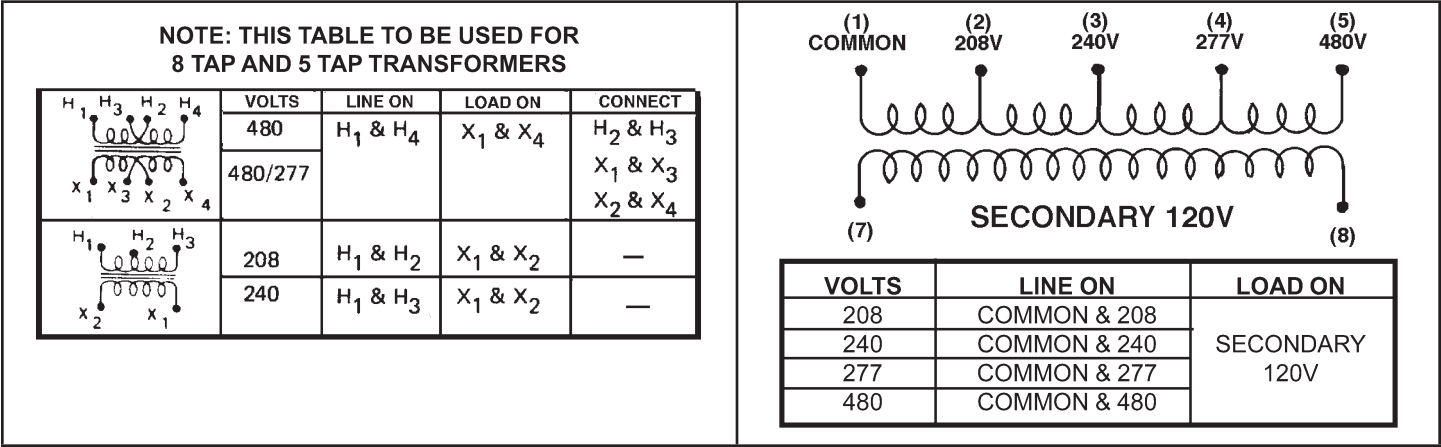 NOTE: THIS TABLE TO BE USED FOR
8 TAP AND 5 TAP TRANSFORMERS
H1 H3 H2 H4
X1 X3 X2 X4
VOLTS LINE ON LOAD ON CONNECT
480 H1 & H4 X1 & X4 H2 & H3
480/277 X1 & X3
X2 & X4
H1 H2 H3
X2 X1
208 H1 & H2 X1 & X2 —
240 H1 & H3 X1 & X2 —
(1) (2) (3) (4) (5)
COMMON 208V 240V 277V 480V
SECONDARY 120V
(7) (8)
VOLTS LINE ON LOAD ON
208 COMMON & 208
240 COMMON & 240
277 COMMON & 277
480 COMMON & 480
SECONDARY
120V